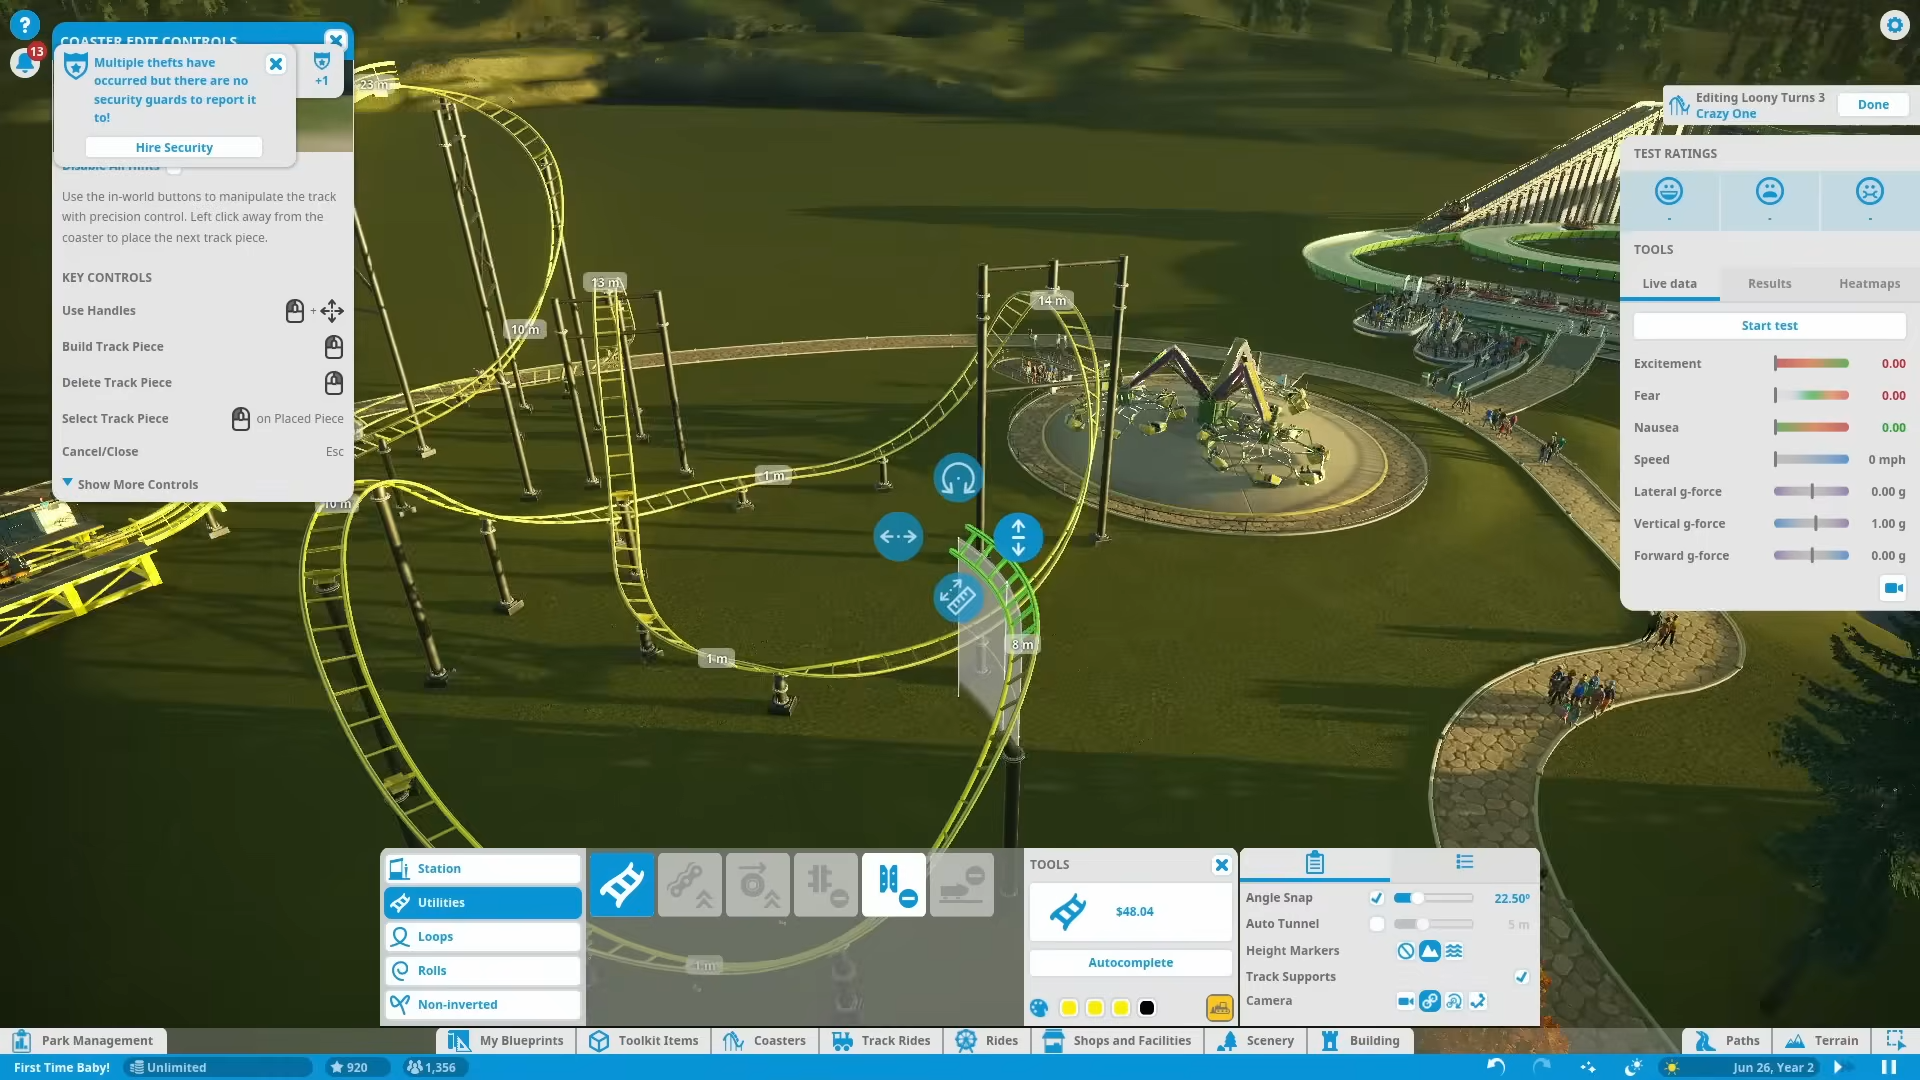 ?
COASTER EDIT CONTROLS
13
Multiple thefts have
occurred but there are no
security guards to report it
to!
+1
Hire Security
Disable All Hints
Use the in-world buttons to manipulate the track
with precision control. Left click away from the
coaster to place the next track piece.
KEY CONTROLS
Use Handles
+
Build Track Piece
Delete Track Piece
Select Track Piece
on Placed Piece
Cancel/Close
Esc
Show More Controls
23 m
13 m
10 m
14 m
1 m
10 m
8 m
1 m
1 m
Editing Loony Turns 3
Crazy One
Done
TEST RATINGS
-
-
-
TOOLS
Live data
Results
Heatmaps
Start test
Excitement
0.00
Fear
0.00
Nausea
0.00
Speed
0 mph
Lateral g-force
0.00 g
Vertical g-force
1.00 g
Forward g-force
0.00 g
Station
Utilities
Loops
Rolls
Non-inverted
TOOLS
$48.04
Autocomplete
Angle Snap
22.50°
Auto Tunnel
5 m
Height Markers
Track Supports
Camera
Park Management
My Blueprints
Toolkit Items
Coasters
Track Rides
Rides
Shops and Facilities
Scenery
Building
Paths
Terrain
First Time Baby!
Unlimited
920
1,356
Jun 26, Year 2